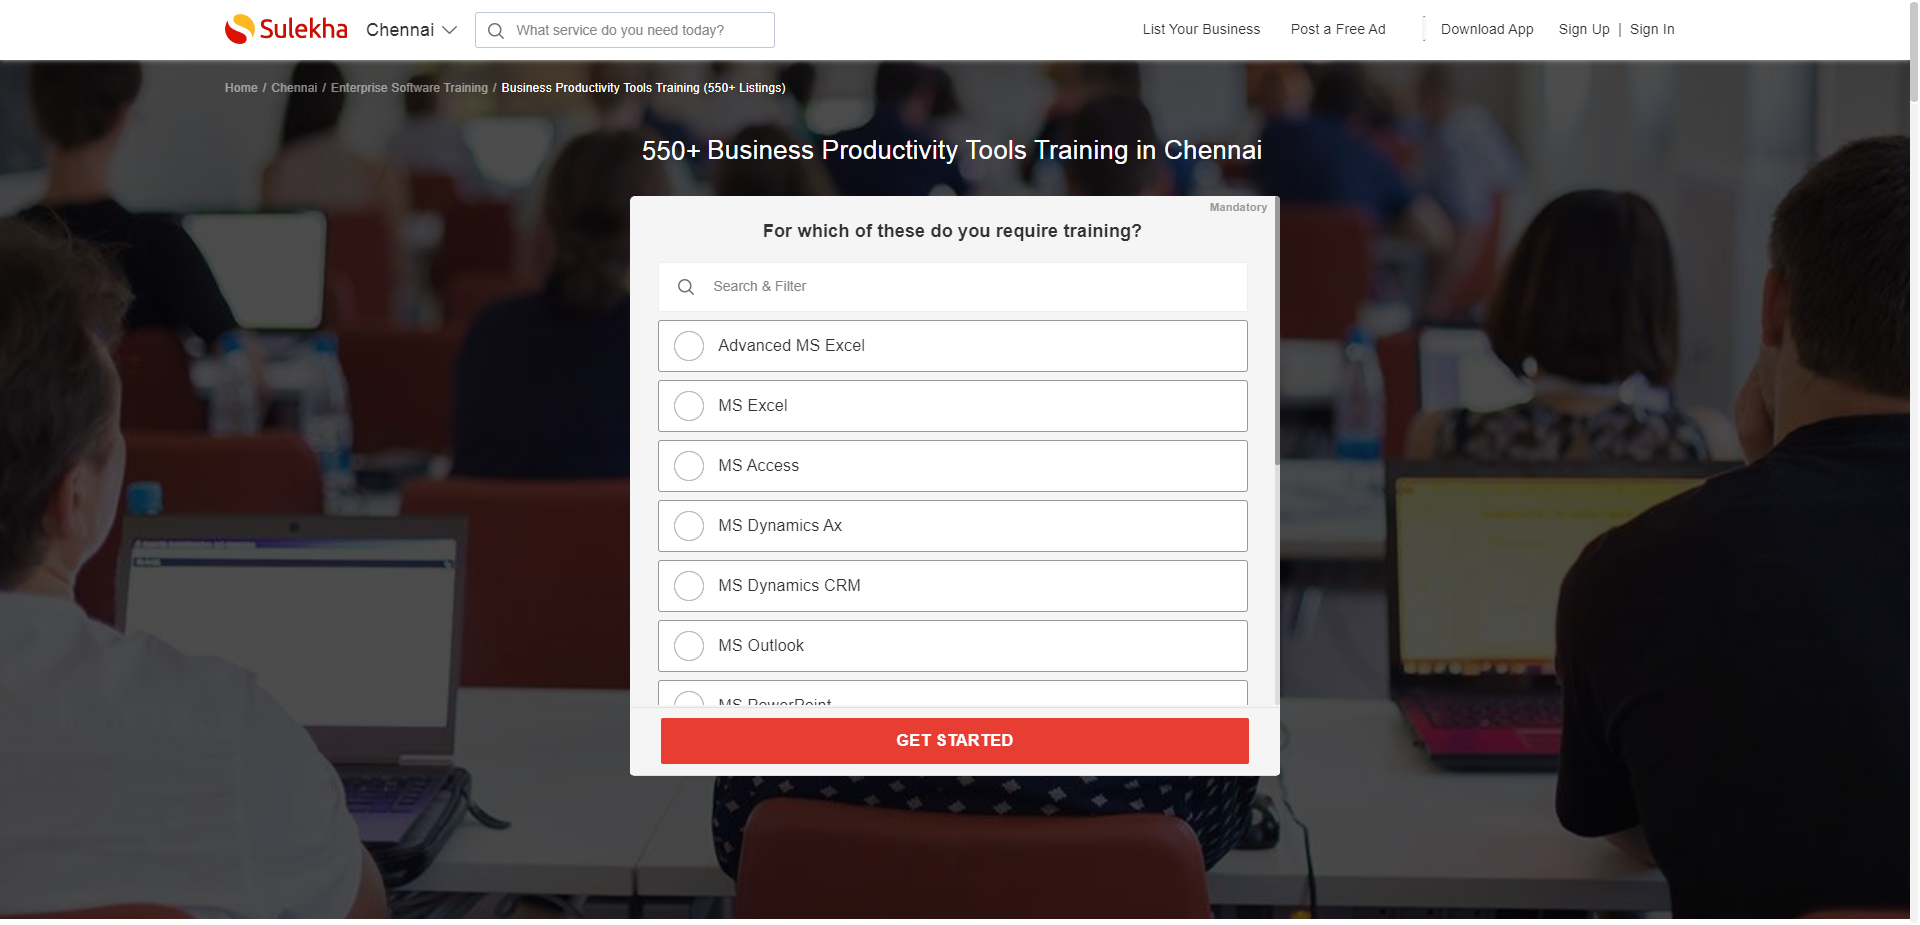 Sulekha Chennai What service do you need today? List Your Business Post a Free Ad Download App Sign Up | Sign In
Home / Chennai / Enterprise Software Training / Business Productivity Tools Training (550+ Listings)
550+ Business Productivity Tools Training in Chennai
Mandatory
For which of these do you require training?
Search & Filter
Advanced MS Excel
MS Excel
MS Access
MS Dynamics Ax
MS Dynamics CRM
MS Outlook
MS PowerPoint
GET STARTED